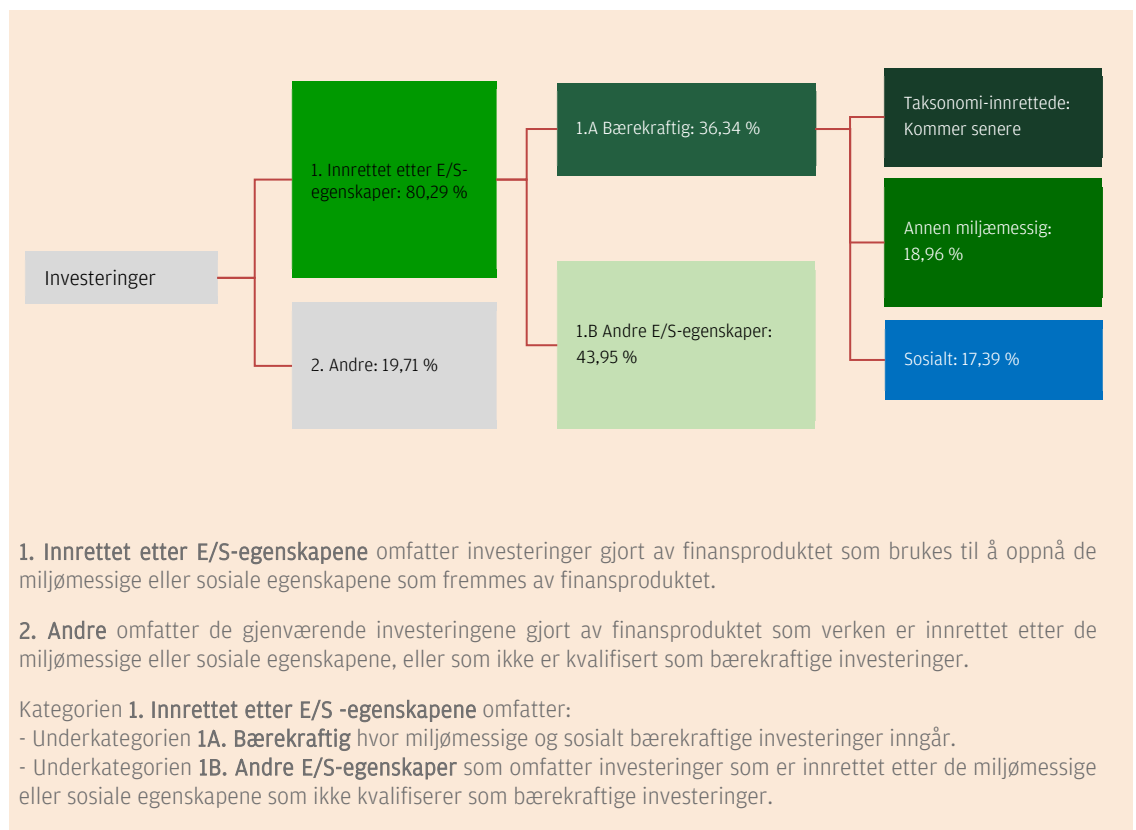 Investeringer
1. Innrettet etter E/S-
egenskaper: 80,29 %
2. Andre: 19,71 %
1.A Bærekraftig: 36,34 %
1.B Andre E/S-egenskaper:
43,95 %
Taksonomi-innrettede:
Kommer senere
Annen miljæmessig:
18,96 %
Sosialt: 17,39 %
1. Innrettet etter E/S-egenskapene omfatter investeringer gjort av finansproduktet som brukes til å oppnå de
miljømessige eller sosiale egenskapene som fremmes av finansproduktet.
2. Andre omfatter de gjenværende investeringene gjort av finansproduktet som verken er innrettet etter de
miljømessige eller sosiale egenskapene, eller som ikke er kvalifisert som bærekraftige investeringer.
Kategorien 1. Innrettet etter E/S -egenskapene omfatter:
- Underkategorien 1A. Bærekraftig hvor miljømessige og sosialt bærekraftige investeringer inngår.
- Underkategorien 1B. Andre E/S-egenskaper som omfatter investeringer som er innrettet etter de miljømessige
eller sosiale egenskapene som ikke kvalifiserer som bærekraftige investeringer.